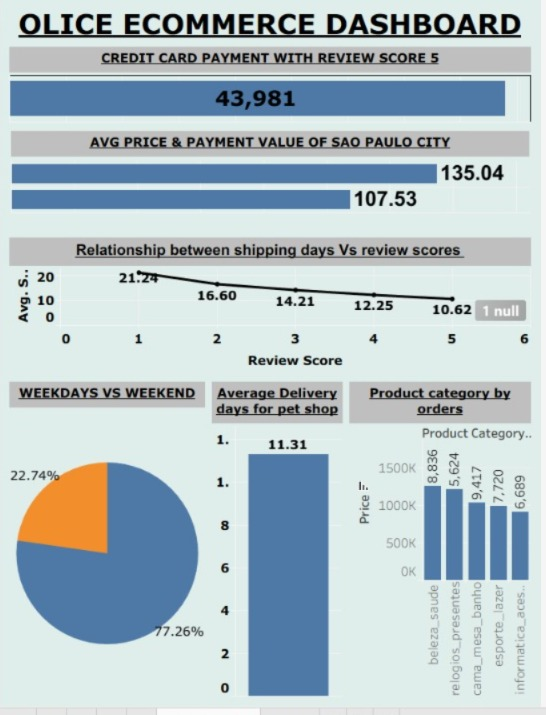 OLICE ECOMMERCE DASHBOARD
CREDIT CARD PAYMENT WITH REVIEW SCORE 5
43,981
AVG PRICE & PAYMENT VALUE OF SAO PAULO CITY
135.04
107.53
Relationship between shipping days Vs review scores
Avg. S..
20
10
0
21.24
16.60
14.21
12.25
10.62
1 null
0 1 2 3 4 5 6
Review Score
WEEKDAYS VS WEEKEND
22.74%
77.26%
Average Delivery
days for pet shop
1.
1.
8
6
4
2
0
11.31
Product category by
orders
Product Category..
Price
1500K
1000K
500K
0K
8,836
5,624
9,417
7,720
6,689
beleza_saude
relogios_presentes
cama_mesa_banho
esporte_lazer
informatica_aces..